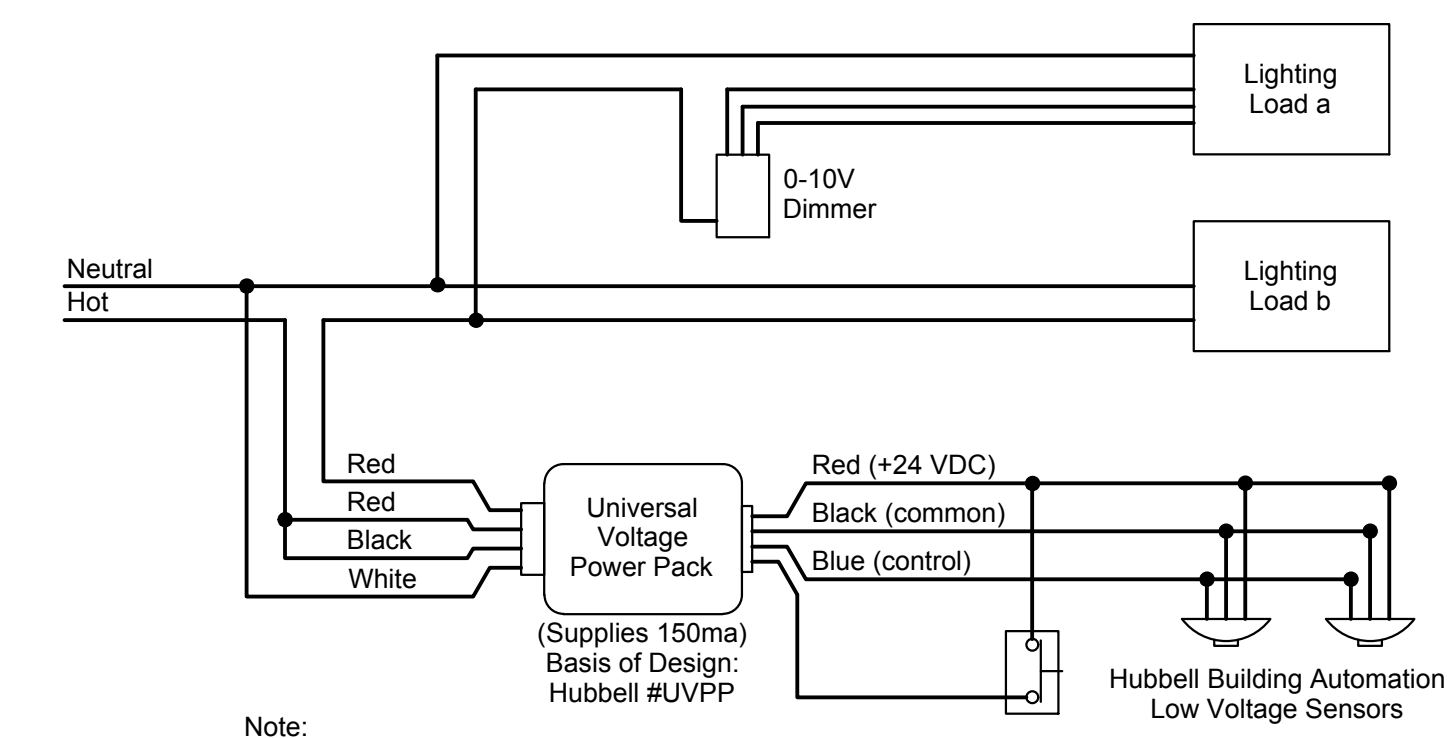 Lighting
Load a
0-10V
Dimmer
Neutral
Hot
Lighting
Load b
Red
Red
Black
White
Universal
Voltage
Power Pack
Red (+24 VDC)
Black (common)
Blue (control)
(Supplies 150ma)
Basis of Design:
Hubbell #UVPP
Hubbell Building Automation
Low Voltage Sensors
Note: